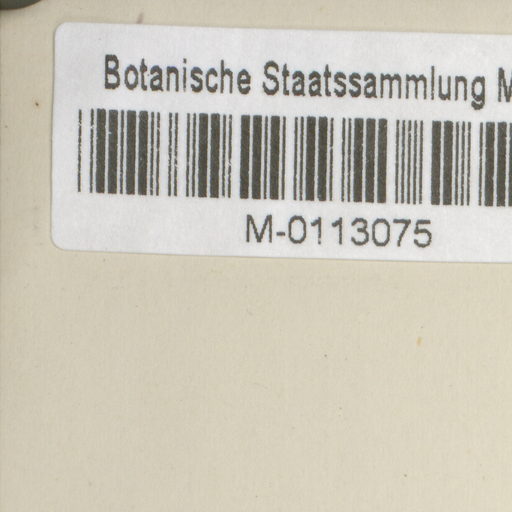 Botanische Staatssammlung M
M-0113075